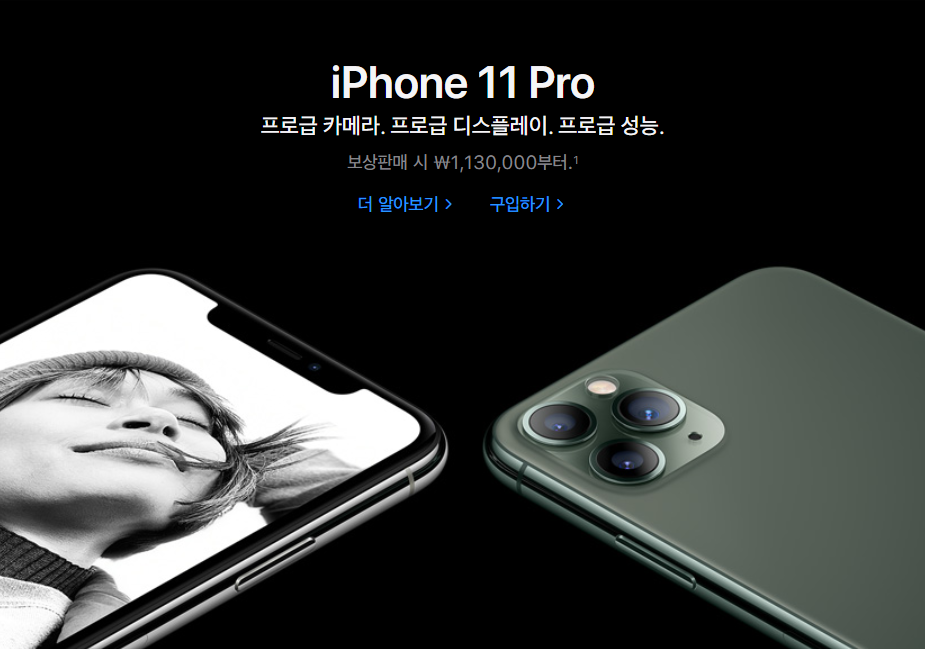 iPhone 11 Pro
프로급 카메라. 프로급 디스플레이. 프로급 성능.
보상판매 시 ₩1,130,000부터.¹
더 알아보기 >
구입하기 >